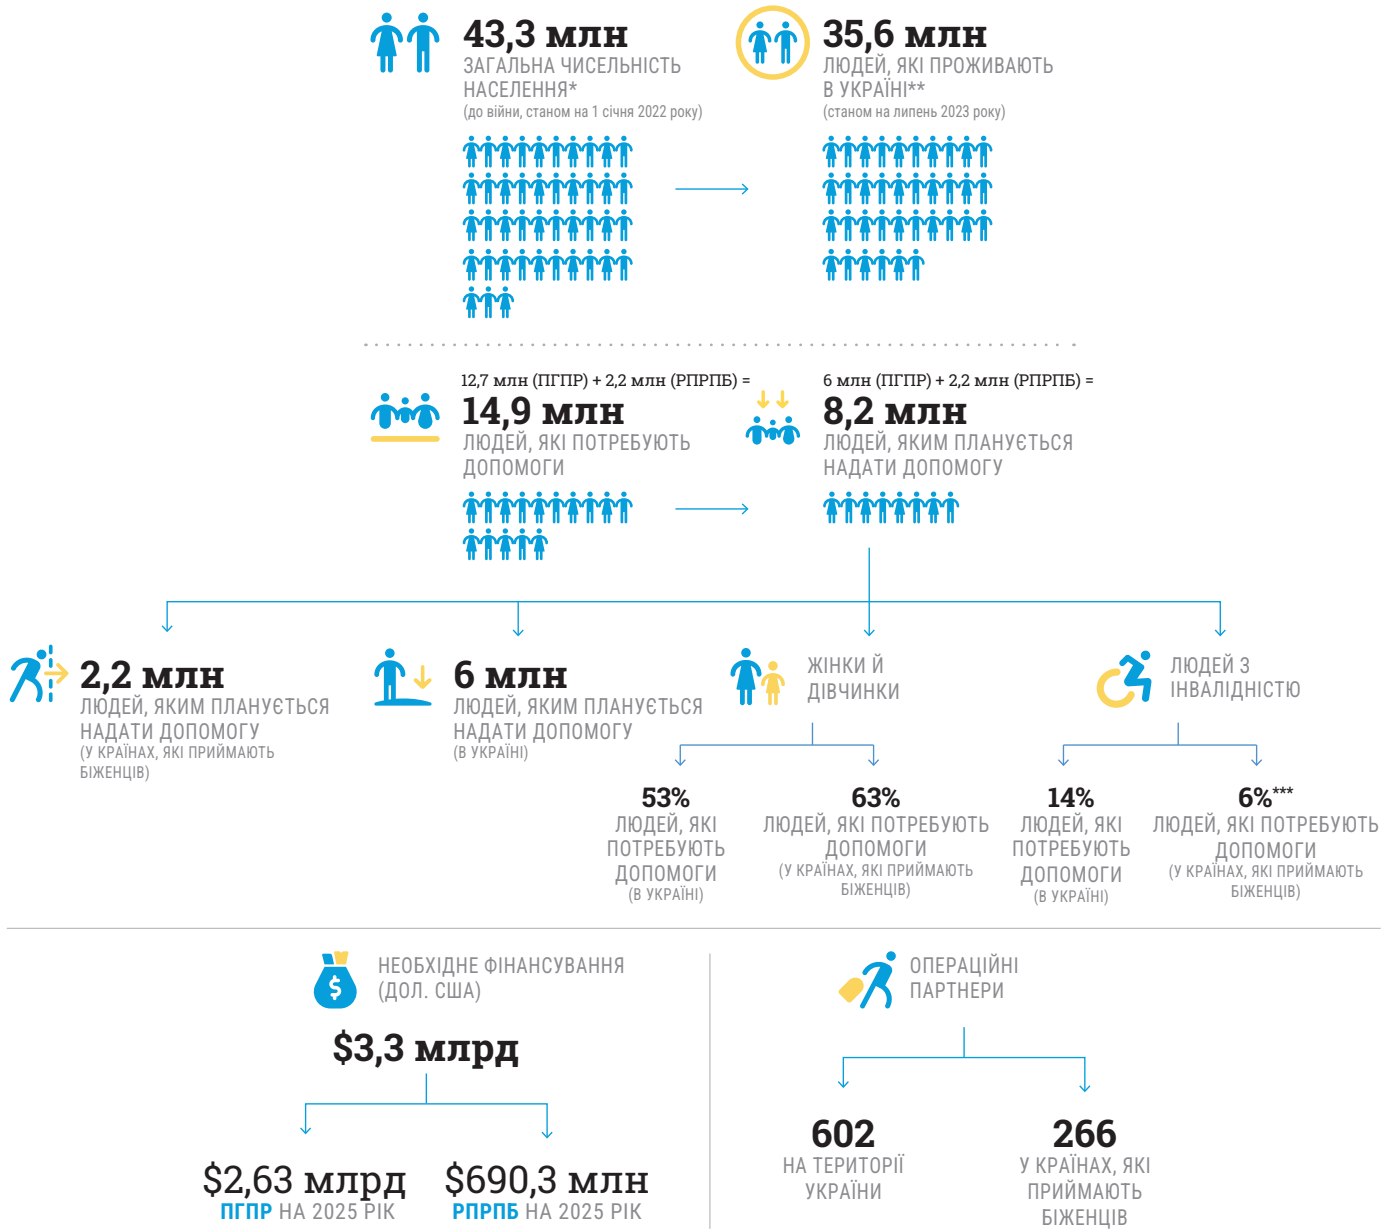 43,3 млн
ЗАГАЛЬНА ЧИСЕЛЬНІСТЬ
НАСЕЛЕННЯ*
(до війни, станом на 1 січня 2022 року)
35,6 млн
ЛЮДЕЙ, ЯКІ ПРОЖИВАЮТЬ
В УКРАЇНІ**
(станом на липень 2023 року)
12,7 млн (ПГПР) + 2,2 млн (РПРПБ) =
14,9 млн
ЛЮДЕЙ, ЯКІ ПОТРЕБУЮТЬ
ДОПОМОГИ
6 млн (ПГПР) + 2,2 млн (РПРПБ) =
8,2 млн
ЛЮДЕЙ, ЯКИМ ПЛАНУЄТЬСЯ
НАДАТИ ДОПОМОГУ
2,2 млн
ЛЮДЕЙ, ЯКИМ ПЛАНУЄТЬСЯ
НАДАТИ ДОПОМОГУ
(У КРАЇНАХ, ЯКІ ПРИЙМАЮТЬ
БІЖЕНЦІВ)
6 млн
ЛЮДЕЙ, ЯКИМ ПЛАНУЄТЬСЯ
НАДАТИ ДОПОМОГУ
(В УКРАЇНІ)
ЖІНКИ Й
ДІВЧИНКИ
53%
ЛЮДЕЙ, ЯКІ
ПОТРЕБУЮТЬ
ДОПОМОГИ
(В УКРАЇНІ)
63%
ЛЮДЕЙ, ЯКІ ПОТРЕБУЮТЬ
ДОПОМОГИ
(У КРАЇНАХ, ЯКІ ПРИЙМАЮТЬ
БІЖЕНЦІВ)
ЛЮДЕЙ З
ІНВАЛІДНІСТЮ
14%
ЛЮДЕЙ, ЯКІ
ПОТРЕБУЮТЬ
ДОПОМОГИ
(В УКРАЇНІ)
6%***
ЛЮДЕЙ, ЯКІ ПОТРЕБУЮТЬ
ДОПОМОГИ
(У КРАЇНАХ, ЯКІ ПРИЙМАЮТЬ
БІЖЕНЦІВ)
НЕОБХІДНЕ ФІНАНСУВАННЯ
(ДОЛ. США)
$3,3 млрд
$2,63 млрд
ПГПР НА 2025 РІК
$690,3 млн
РПРПБ НА 2025 РІК
ОПЕРАЦІЙНІ
ПАРТНЕРИ
602
НА ТЕРИТОРІЇ
УКРАЇНИ
266
У КРАЇНАХ, ЯКІ
ПРИЙМАЮТЬ
БІЖЕНЦІВ